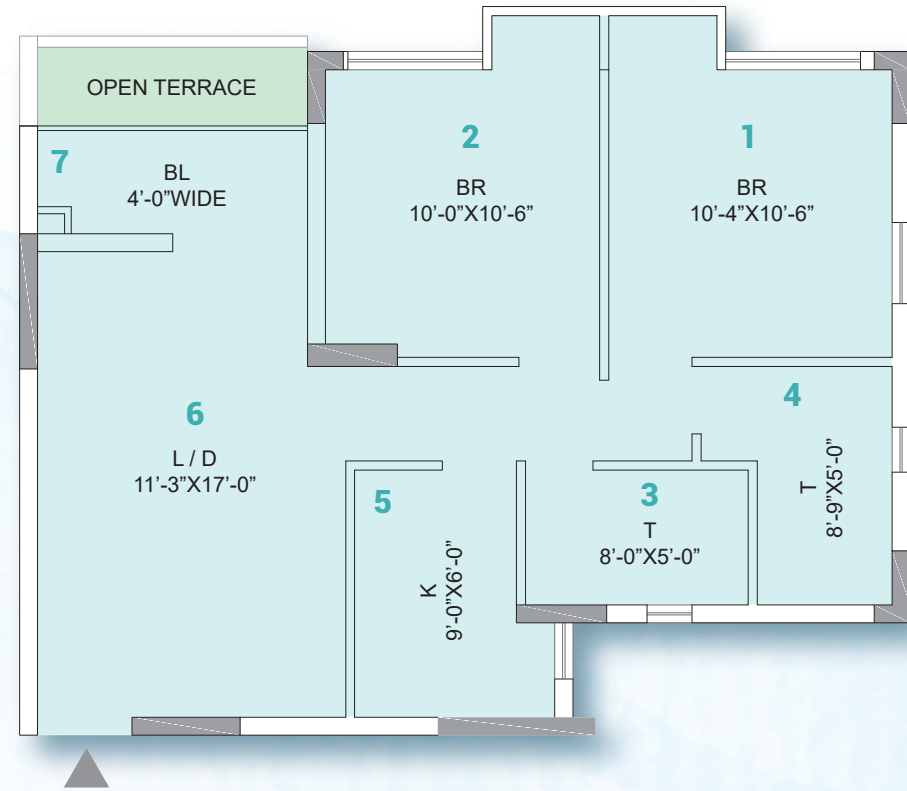 OPEN TERRACE
7
BL
4’-0”WIDE
2
BR
10’-0”X10’-6”
1
BR
10’-4”X10’-6”
6
L / D
11’-3”X17’-0”
5
K
9’-0”X6’-0”
3
T
8’-0”X5’-0”
4
T
8’-9”X5’-0”